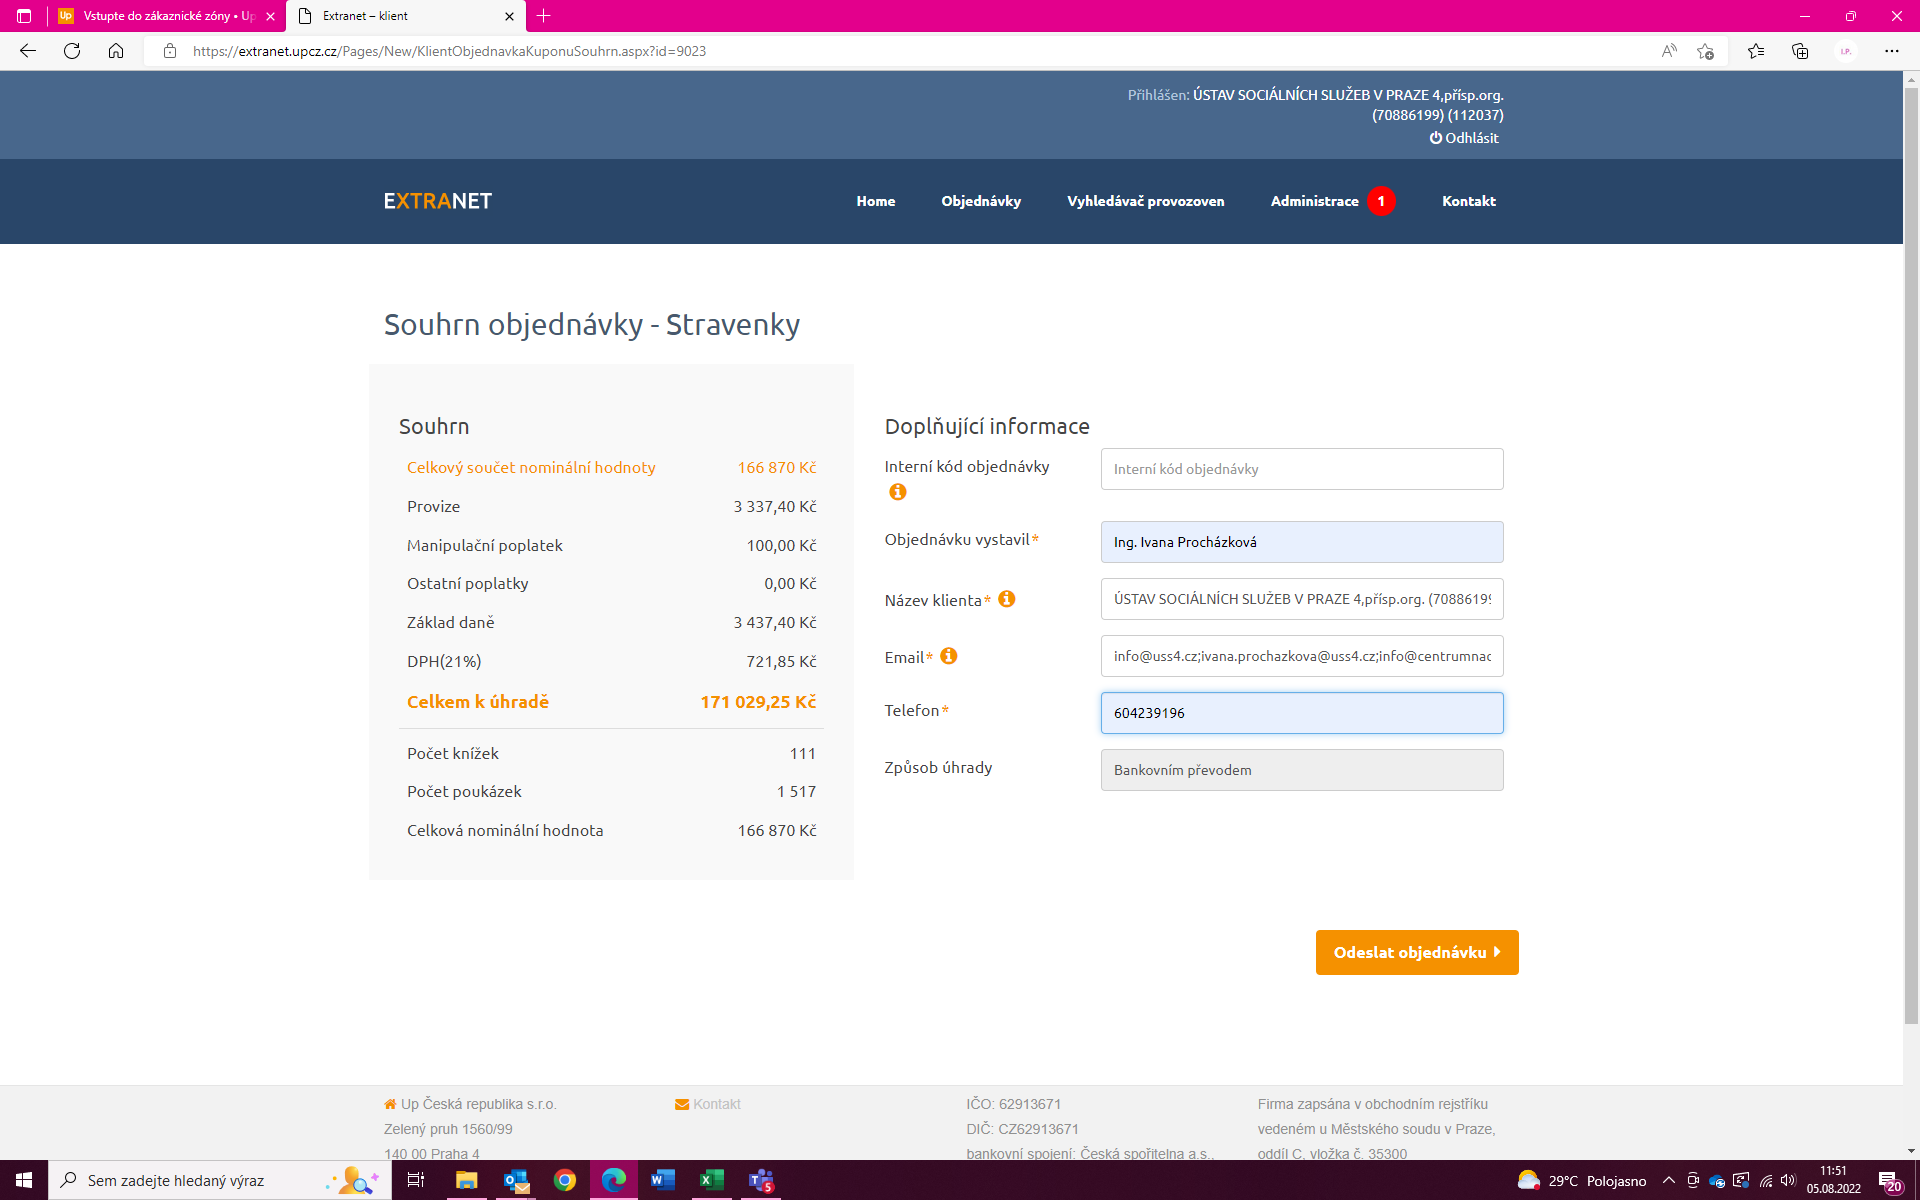 Vstupte do zákaznické zóny • Up
Extranet – klient
https://extranet.upcz.cz/Pages/New/KlientObjednavkaKuponuSouhrn.aspx?id=9023
Přihlášen: ÚSTAV SOCIÁLNÍCH SLUŽEB V PRAZE 4,přísp.org.
(70886199) (112037)
Odhlásit
EXTRANET
Home
Objednávky
Vyhledávač provozoven
Administrace 1
Kontakt
Souhrn objednávky - Stravenky
Souhrn
Celkový součet nominální hodnoty 166 870 Kč
Provize 3 337,40 Kč
Manipulační poplatek 100,00 Kč
Ostatní poplatky 0,00 Kč
Základ daně 3 437,40 Kč
DPH(21%) 721,85 Kč
Celkem k úhradě 171 029,25 Kč
Počet knížek 111
Počet poukázek 1 517
Celková nominální hodnota 166 870 Kč
Doplňující informace
Interní kód objednávky Interní kód objednávky
Objednávku vystavil* Ing. Ivana Procházková
Název klienta* ÚSTAV SOCIÁLNÍCH SLUŽEB V PRAZE 4,přísp.org. (70886199
Email* info@uss4.cz;ivana.prochazkova@uss4.cz;info@centrumnac
Telefon* 604239196
Způsob úhrady Bankovním převodem
Odeslat objednávku
Up Česká republika s.r.o.
Zelený pruh 1560/99
140 00 Praha 4
Kontakt
IČO: 62913671
DIČ: CZ62913671
bankovní spojení: Česká spořitelna a.s.,
Firma zapsána v obchodním rejstříku
vedeném u Městského soudu v Praze,
oddíl C, vložka č. 35300
Sem zadejte hledaný výraz
29°C Polojasno
11:51
05.08.2022
20